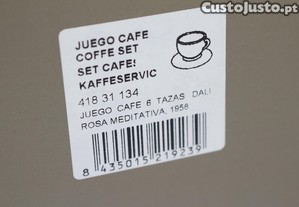 CustoJusto.pt
JUEGO CAFE
COFFE SET
SET CAFE!
KAFFESERVIC
418 31 134
JUEGO CAFE 6 TAZAS DALI
ROSA MEDITATIVA, 1958
8 435015 219239